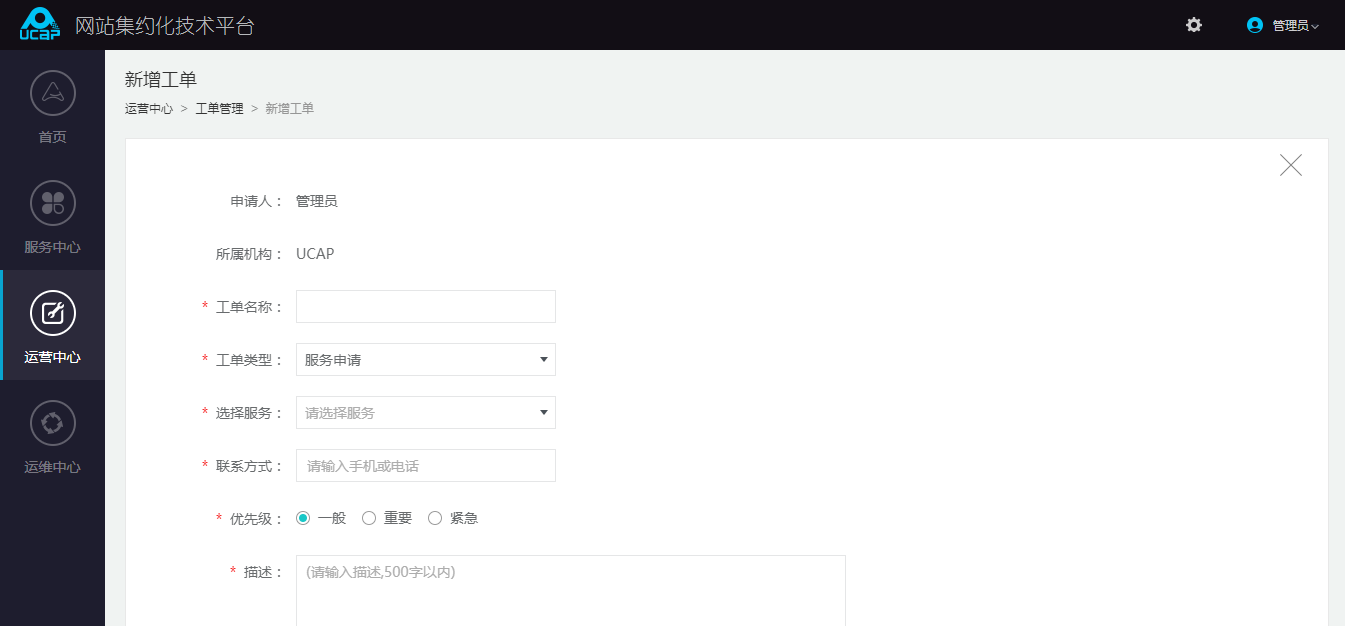 UCAP 网站集约化技术平台 管理员
首页
服务中心
运营中心
运维中心
新增工单
运营中心 > 工单管理 > 新增工单
申请人： 管理员
所属机构： UCAP
* 工单名称：
* 工单类型： 服务申请
* 选择服务： 请选择服务
* 联系方式： 请输入手机或电话
* 优先级： 一般 重要 紧急
* 描述： (请输入描述,500字以内)